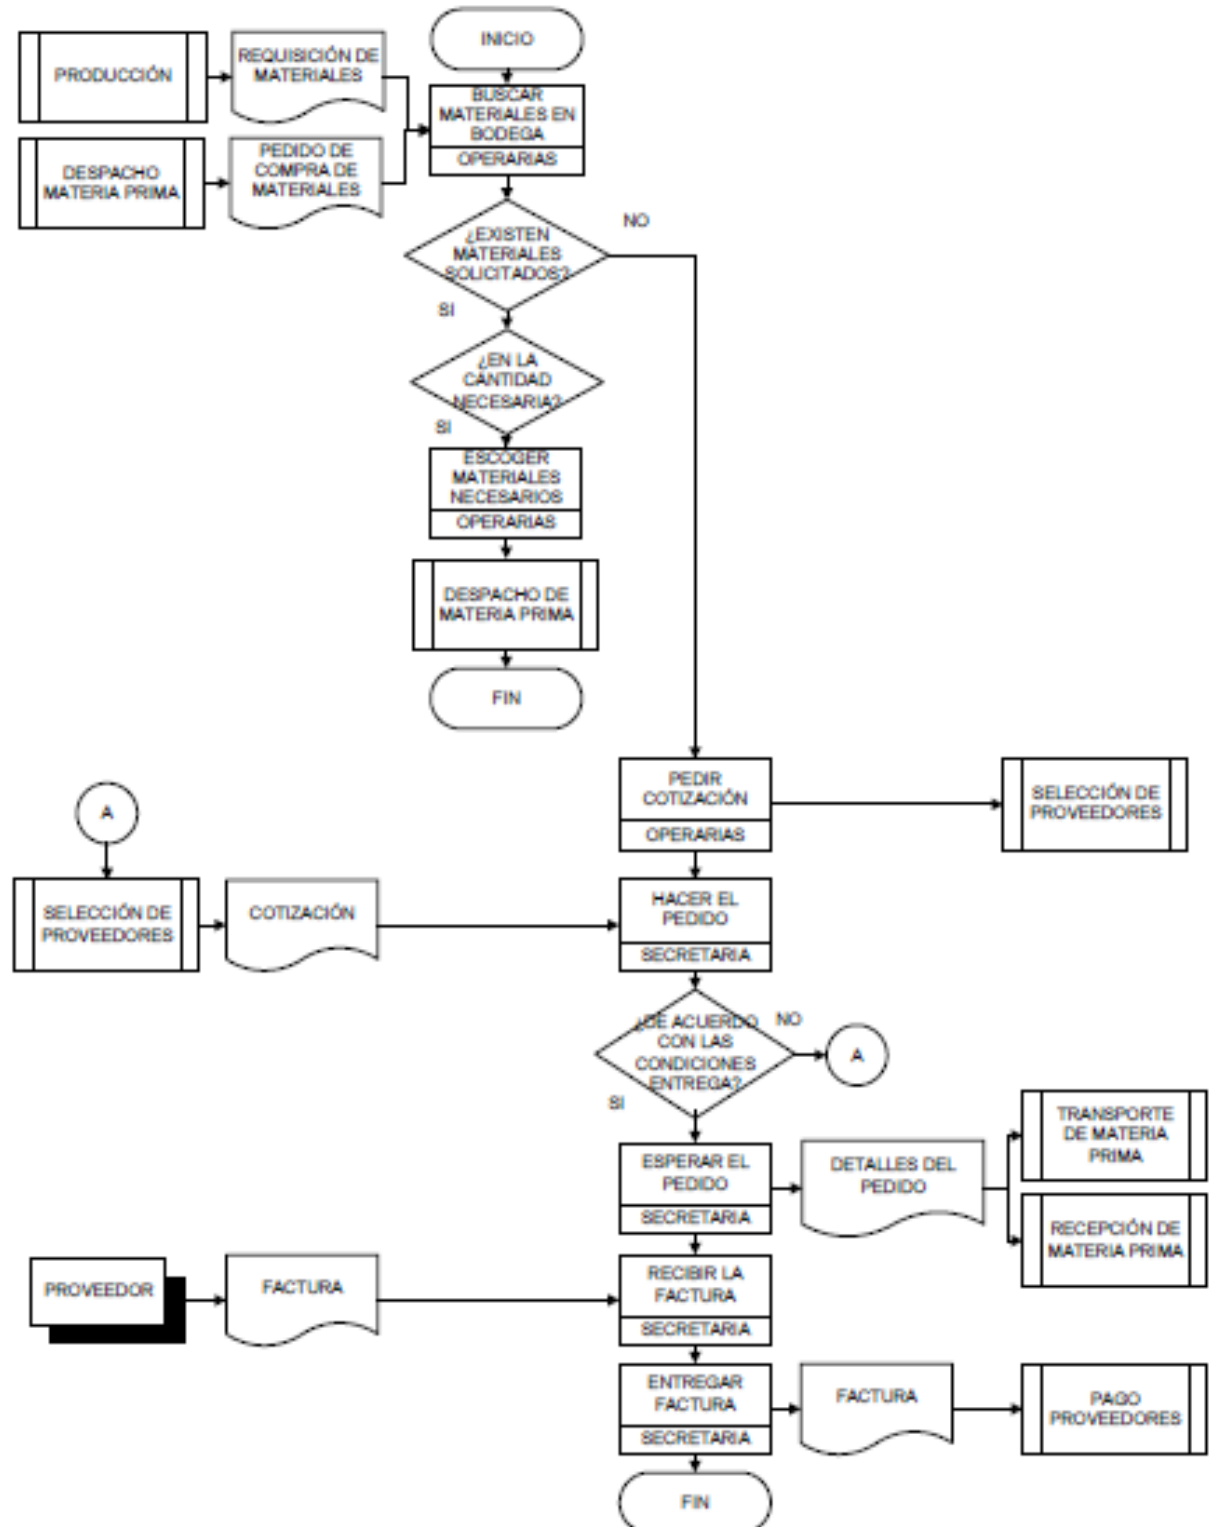 INICIO
PRODUCCIÓN
REQUISICIÓN DE
MATERIALES
BUSCAR
MATERIALES EN
BODEGA
OPERARIAS
DESPACHO
MATERIA PRIMA
PEDIDO DE
COMPRA DE
MATERIALES
¿EXISTEN
MATERIALES
SOLICITADOS?
NO
SI
¿EN LA
CANTIDAD
NECESARIA?
SI
ESCOGER
MATERIALES
NECESARIOS
OPERARIAS
DESPACHO DE
MATERIA PRIMA
FIN
PEDIR
COTIZACIÓN
OPERARIAS
SELECCIÓN DE
PROVEEDORES
A
SELECCIÓN DE
PROVEEDORES
COTIZACIÓN
HACER EL
PEDIDO
SECRETARIA
¿DE ACUERDO
CON LAS
CONDICIONES
ENTREGA?
NO
A
SI
ESPERAR EL
PEDIDO
SECRETARIA
DETALLES DEL
PEDIDO
TRANSPORTE
DE MATERIA
PRIMA
RECEPCIÓN DE
MATERIA PRIMA
PROVEEDOR
FACTURA
RECIBIR LA
FACTURA
SECRETARIA
ENTREGAR
FACTURA
SECRETARIA
FACTURA
PAGO
PROVEEDORES
FIN